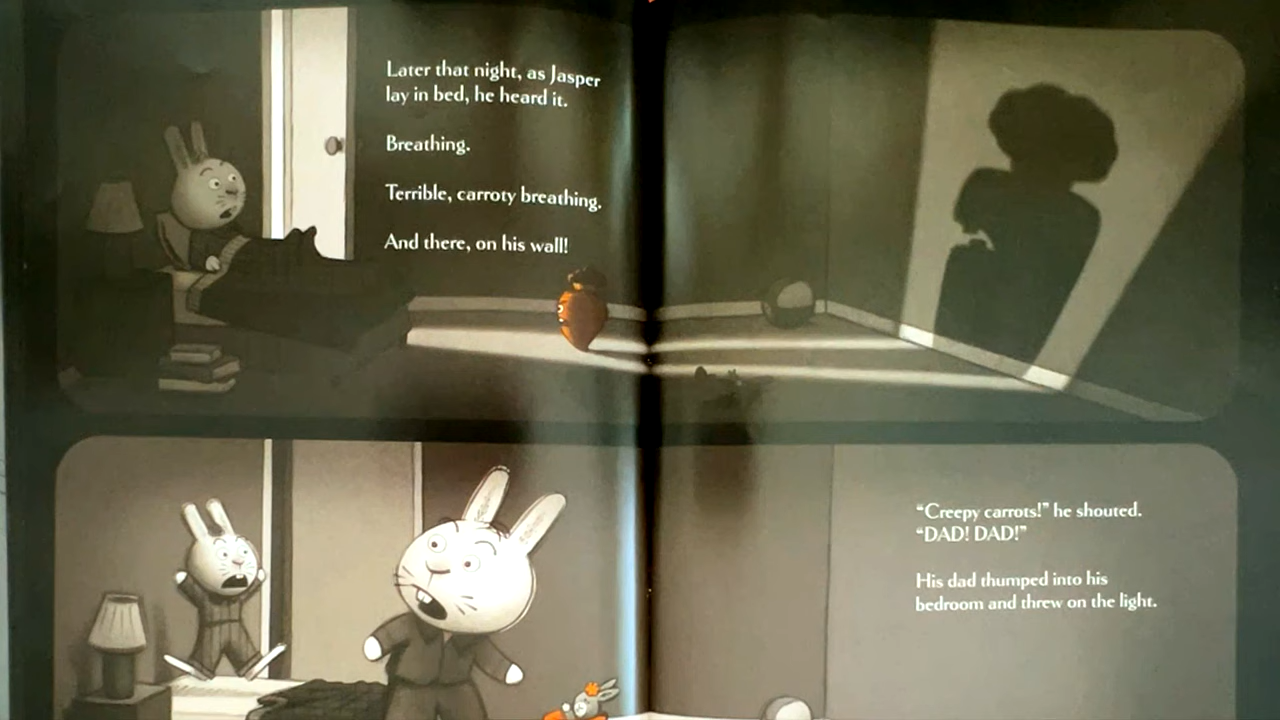 Later that night, as Jasper
lay in bed, he heard it.
Breathing.
Terrible, carroty breathing.
And there, on his wall!
“Creepy carrots!” he shouted.
“DAD! DAD!”
His dad thumped into his
bedroom and threw on the light.